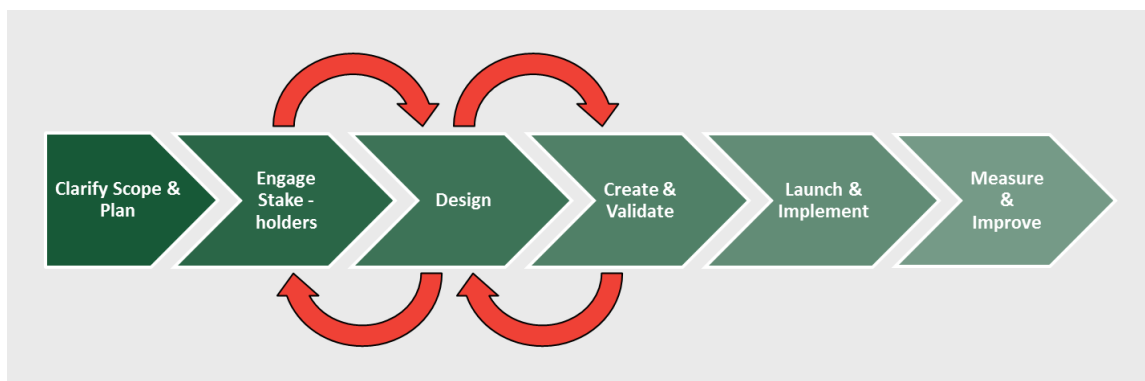 Clarify Scope &
Plan
Engage
Stake -
holders
Design
Create &
Validate
Launch &
Implement
Measure
&
Improve